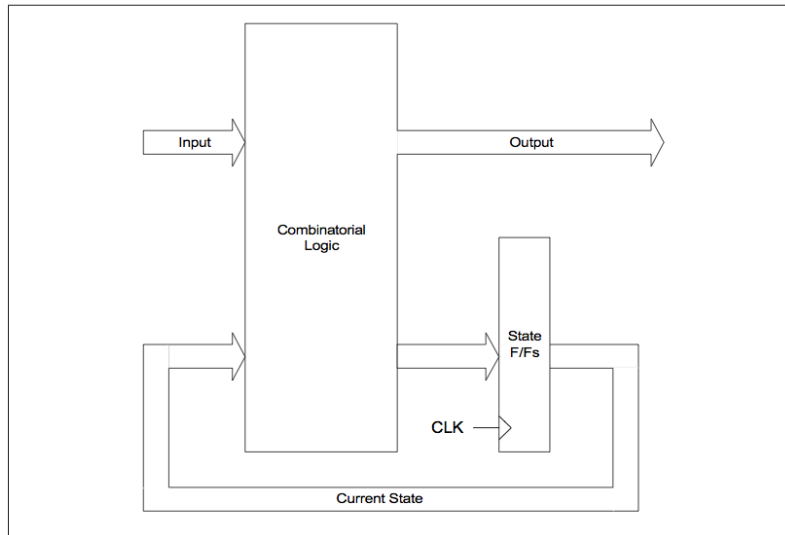 Input
Output
Combinatorial
Logic
State
F/Fs
CLK
Current State